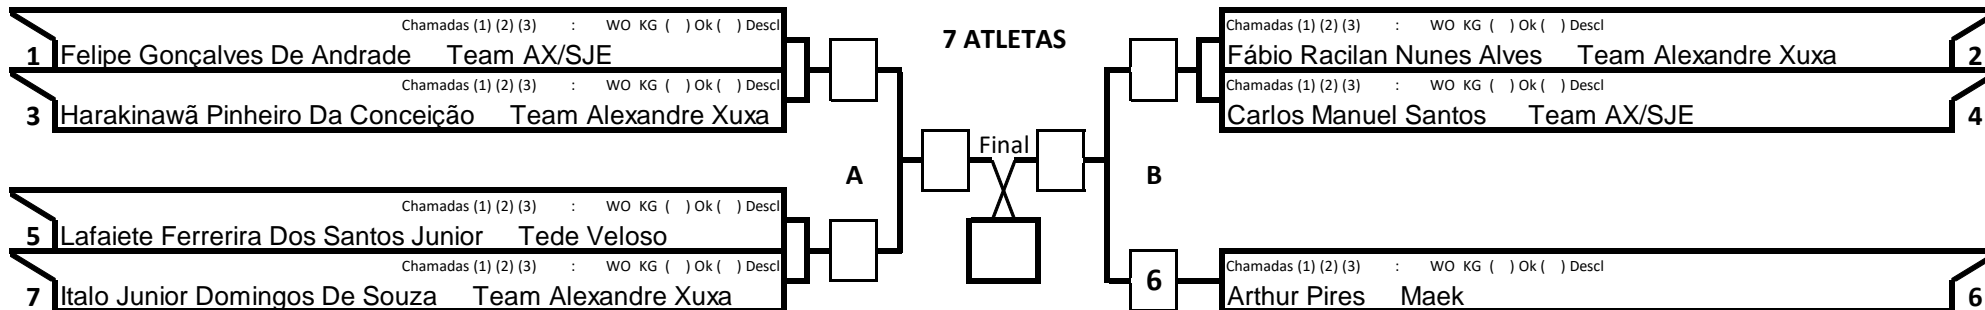 Chamadas (1) (2) (3) : WO KG ( ) Ok ( ) Descl
1 Felipe Gonçalves De Andrade Team AX/SJE
Chamadas (1) (2) (3) : WO KG ( ) Ok ( ) Descl
3 Harakinawã Pinheiro Da Conceição Team Alexandre Xuxa
Chamadas (1) (2) (3) : WO KG ( ) Ok ( ) Descl
5 Lafaiete Ferrerira Dos Santos Junior Tede Veloso
Chamadas (1) (2) (3) : WO KG ( ) Ok ( ) Descl
7 Italo Junior Domingos De Souza Team Alexandre Xuxa
7 ATLETAS
A
Final
B
6
Chamadas (1) (2) (3) : WO KG ( ) Ok ( ) Descl
Fábio Racilan Nunes Alves Team Alexandre Xuxa 2
Chamadas (1) (2) (3) : WO KG ( ) Ok ( ) Descl
Carlos Manuel Santos Team AX/SJE 4
Chamadas (1) (2) (3) : WO KG ( ) Ok ( ) Descl
Arthur Pires Maek 6